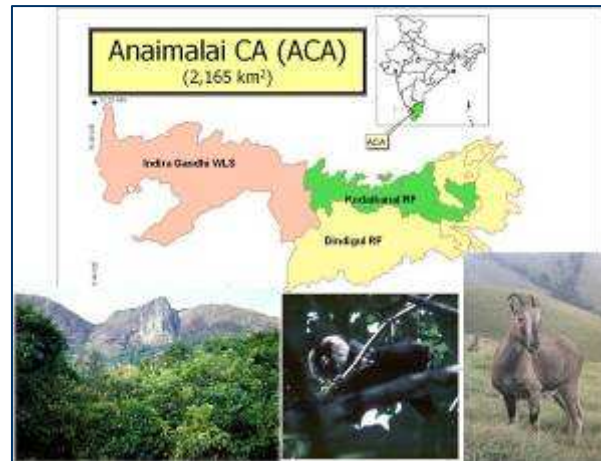 Anaimalai CA (ACA)
(2,165 km²)
ACA
Indira Gandhi WLS
Kodaikanal RF
Dindigul RF